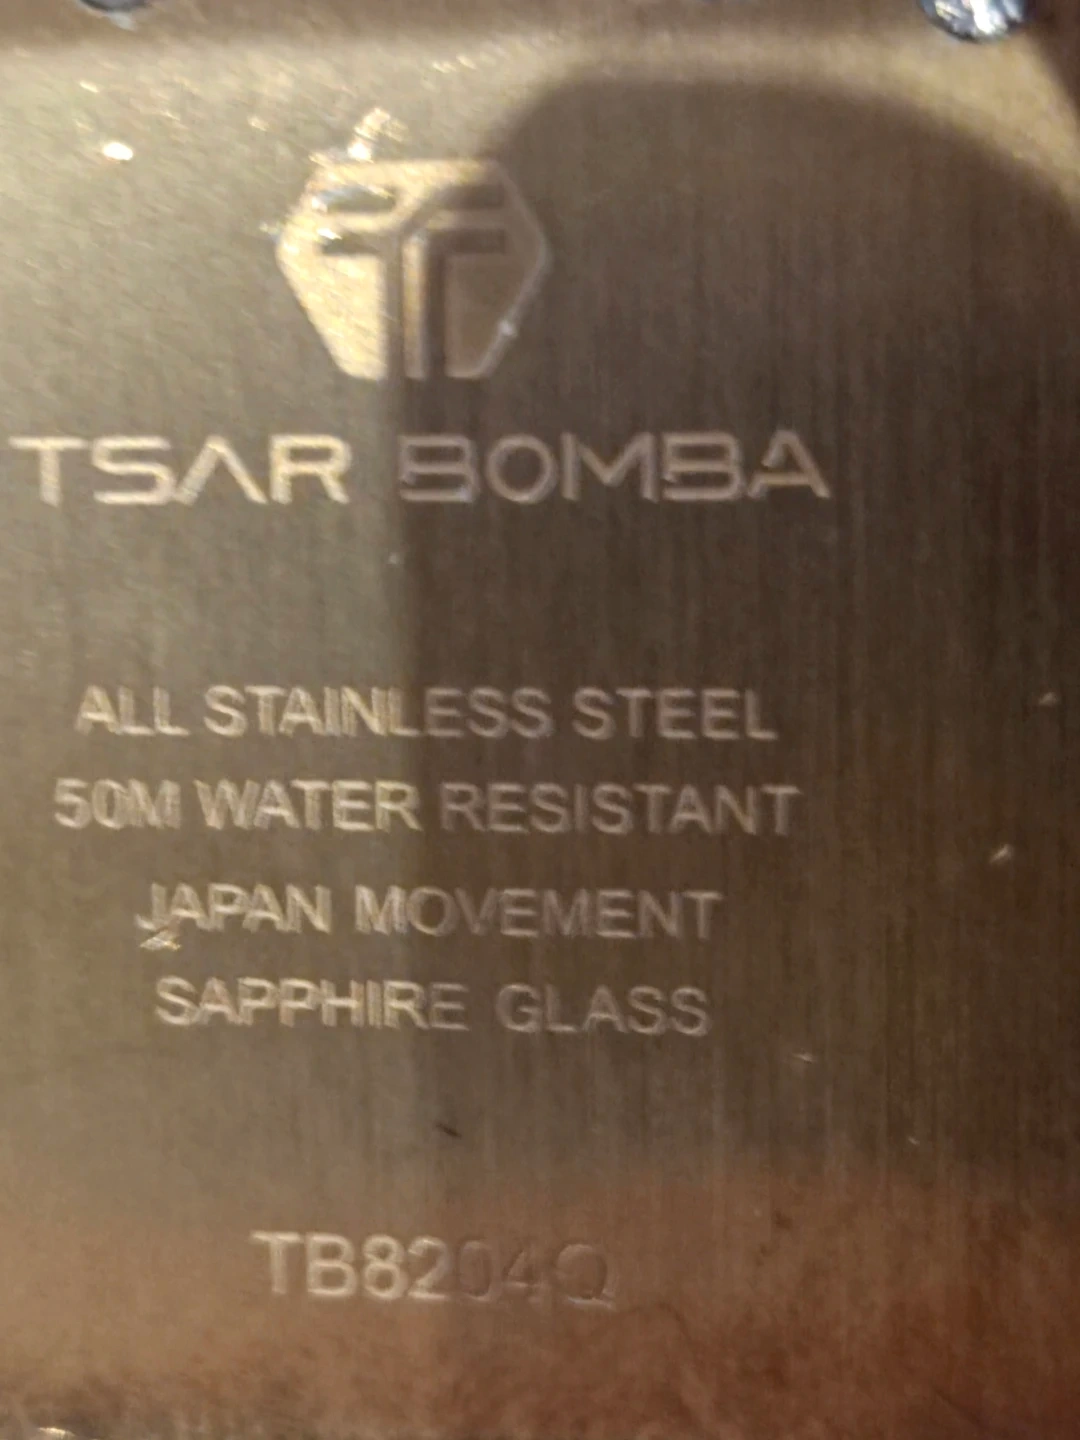 TSAR BOMBA
ALL STAINLESS STEEL
50M WATER RESISTANT
JAPAN MOVEMENT
SAPPHIRE GLASS
TB8204Q